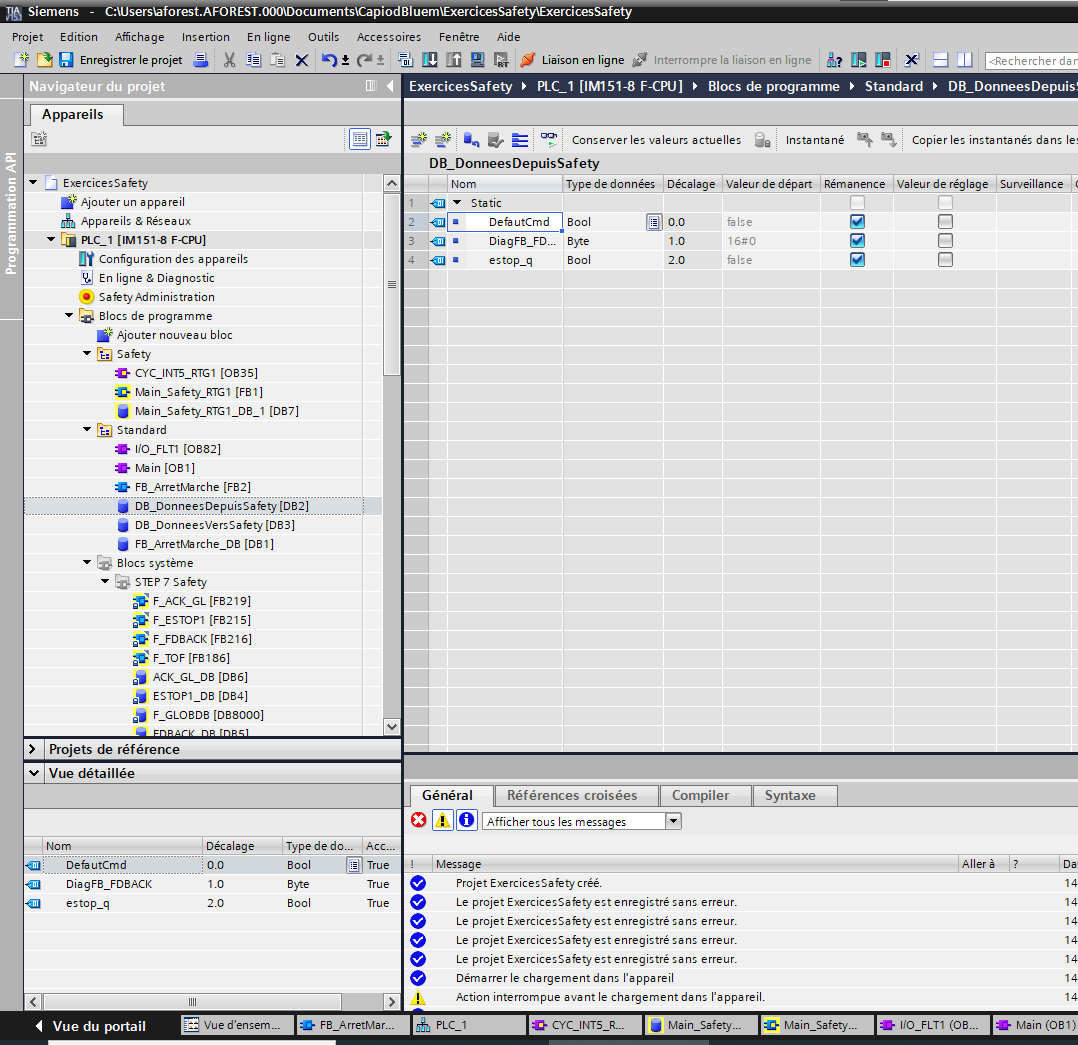 Siemens - C:\Users\aforest.AFOREST.000\Documents\CapiodBluem\ExercicesSafety\ExercicesSafety
Projet Edition Affichage Insertion En ligne Outils Accessoires Fenêtre Aide
Enregistrer le projet Liaison en ligne Interrompre la liaison en ligne <Rechercher dan
Navigateur du projet
ExercicesSafety PLC_1 [IM151-8 F-CPU] Blocs de programme Standard DB_DonneesDepuisS
Appareils
Conserver les valeurs actuelles Instantané Copier les instantanés dans les
DB_DonneesDepuisSafety
Nom Type de données Décalage Valeur de départ Rémanence Valeur de réglage Surveillance
1 Static
2 DefautCmd Bool 0.0 false
3 DiagFB_FD... Byte 1.0 16#0
4 estop_q Bool 2.0 false
Programmation API
ExercicesSafety
Ajouter un appareil
Appareils & Réseaux
PLC_1 [IM151-8 F-CPU]
Configuration des appareils
En ligne & Diagnostic
Safety Administration
Blocs de programme
Ajouter nouveau bloc
Safety
CYC_INT5_RTG1 [OB35]
Main_Safety_RTG1 [FB1]
Main_Safety_RTG1_DB_1 [DB7]
Standard
I/O_FLT1 [OB82]
Main [OB1]
FB_ArretMarche [FB2]
DB_DonneesDepuisSafety [DB2]
DB_DonneesVersSafety [DB3]
FB_ArretMarche_DB [DB1]
Blocs système
STEP 7 Safety
F_ACK_GL [FB219]
F_ESTOP1 [FB215]
F_FDBACK [FB216]
F_TOF [FB186]
ACK_GL_DB [DB6]
ESTOP1_DB [DB4]
F_GLOBDB [DB8000]
FDBACK_DB [DB5]
Projets de référence
Vue détaillée
Nom Décalage Type de do... Acc...
DefautCmd 0.0 Bool True
DiagFB_FDBACK 1.0 Byte True
estop_q 2.0 Bool True
Général Références croisées Compiler Syntaxe
Afficher tous les messages
! Message Aller à ? Da
Projet ExercicesSafety créé. 14
Le projet ExercicesSafety est enregistré sans erreur. 14
Le projet ExercicesSafety est enregistré sans erreur. 14
Le projet ExercicesSafety est enregistré sans erreur. 14
Le projet ExercicesSafety est enregistré sans erreur. 14
Démarrer le chargement dans l'appareil 14
Action interrompue avant le chargement dans l'appareil. 14
Vue du portail Vue d'ensem... FB_ArretMar... PLC_1 CYC_INT5_R... Main_Safety... Main_Safety... I/O_FLT1 (OB... Main (OB1)